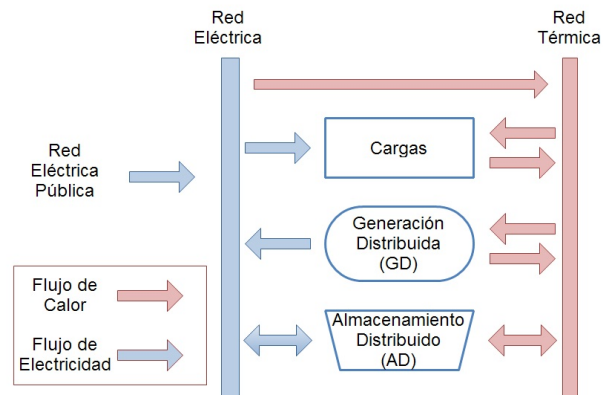 Red
Eléctrica
Red
Térmica
Red
Eléctrica
Pública
Cargas
Generación
Distribuida
(GD)
Flujo de
Calor
Flujo de
Electricidad
Almacenamiento
Distribuido
(AD)